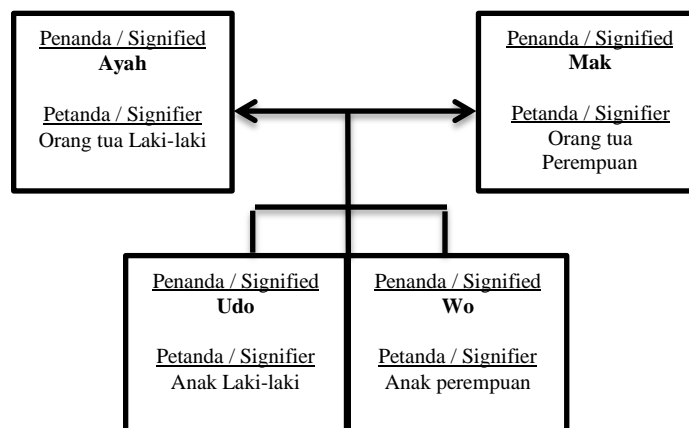 Penanda / Signified
Ayah
Petanda / Signifier
Orang tua Laki-laki
Penanda / Signified
Mak
Petanda / Signifier
Orang tua
Perempuan
Penanda / Signified
Udo
Petanda / Signifier
Anak Laki-laki
Penanda / Signified
Wo
Petanda / Signifier
Anak perempuan